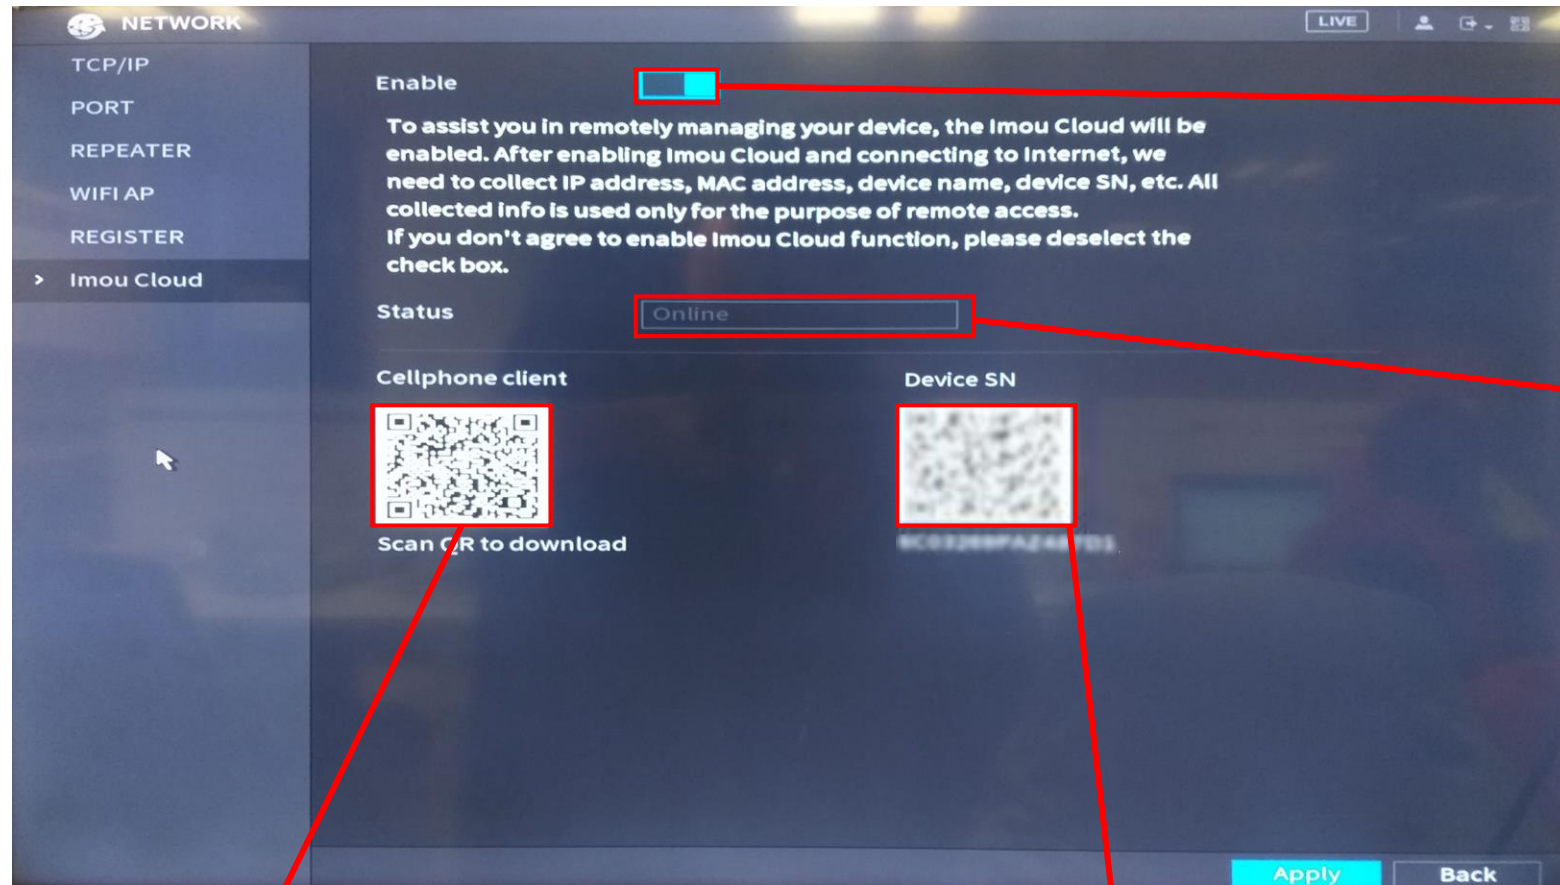 NETWORK
LIVE
TCP/IP
PORT
REPEATER
WIFI AP
REGISTER
> Imou Cloud
Enable
To assist you in remotely managing your device, the Imou Cloud will be
enabled. After enabling Imou Cloud and connecting to Internet, we
need to collect IP address, MAC address, device name, device SN, etc. All
collected info is used only for the purpose of remote access.
If you don't agree to enable Imou Cloud function, please deselect the
check box.
Status
Online
Cellphone client
Device SN
Scan QR to download
Apply
Back